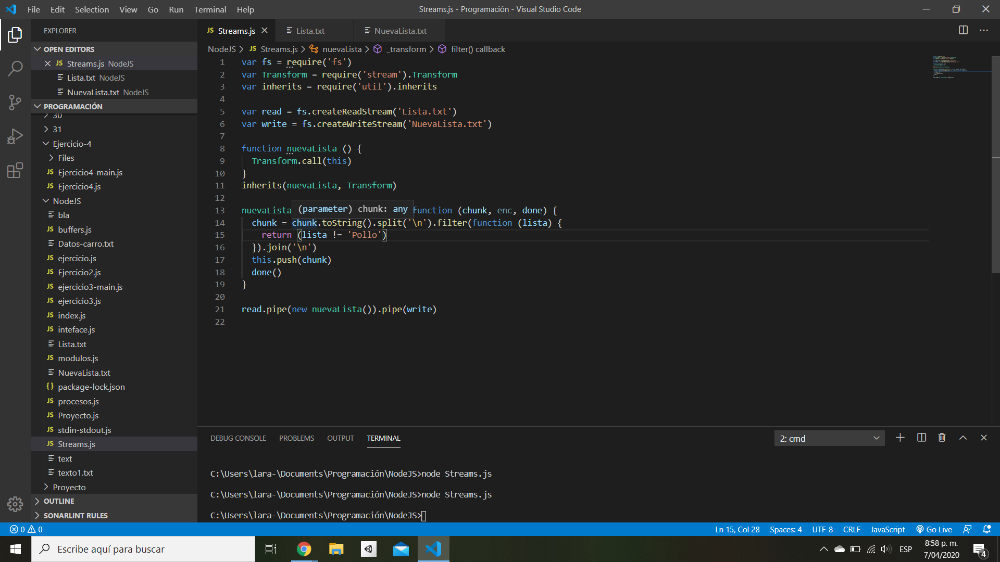 File Edit Selection View Go Run Terminal Help
Streams.js - Programación - Visual Studio Code
EXPLORER
OPEN EDITORS
Streams.js NodeJS
Lista.txt NodeJS
NuevaLista.txt NodeJS
PROGRAMACIÓN
30
31
Ejercicio-4
Files
JS Ejercicio4-main.js
JS Ejercicio4.js
NodeJS
bla
JS buffers.js
Datos-carro.txt
JS ejercicio.js
JS Ejercicio2.js
JS ejercicio3-main.js
JS ejercicio3.js
JS index.js
JS inteface.js
Lista.txt
JS modulos.js
NuevaLista.txt
{} package-lock.json
JS procesos.js
JS Proyecto.js
JS stdin-stdout.js
JS Streams.js
text
texto1.txt
Proyecto
OUTLINE
SONARLINT RULES
JS Streams.js Lista.txt NuevaLista.txt
NodeJS > JS Streams.js > nuevaLista > _transform > filter() callback
1 var fs = require('fs')
2 var Transform = require('stream').Transform
3 var inherits = require('util').inherits
4
5 var read = fs.createReadStream('Lista.txt')
6 var write = fs.createWriteStream('NuevaLista.txt')
7
8 function nuevaLista () {
9 Transform.call(this)
10 }
11 inherits(nuevaLista, Transform)
12
13 nuevaLista (parameter) chunk: any function (chunk, enc, done) {
14 chunk = chunk.toString().split('\n').filter(function (lista) {
15 return (lista != 'Pollo')
16 }).join('\n')
17 this.push(chunk)
18 done()
19 }
20
21 read.pipe(new nuevaLista()).pipe(write)
22
DEBUG CONSOLE PROBLEMS OUTPUT TERMINAL
2: cmd
C:\Users\lara-\Documents\Programación\NodeJS>node Streams.js
C:\Users\lara-\Documents\Programación\NodeJS>node Streams.js
C:\Users\lara-\Documents\Programación\NodeJS>
0 0
Ln 15, Col 28 Spaces: 4 UTF-8 CRLF JavaScript Go Live
Escribe aquí para buscar
ESP
8:58 p. m.
7/04/2020
4